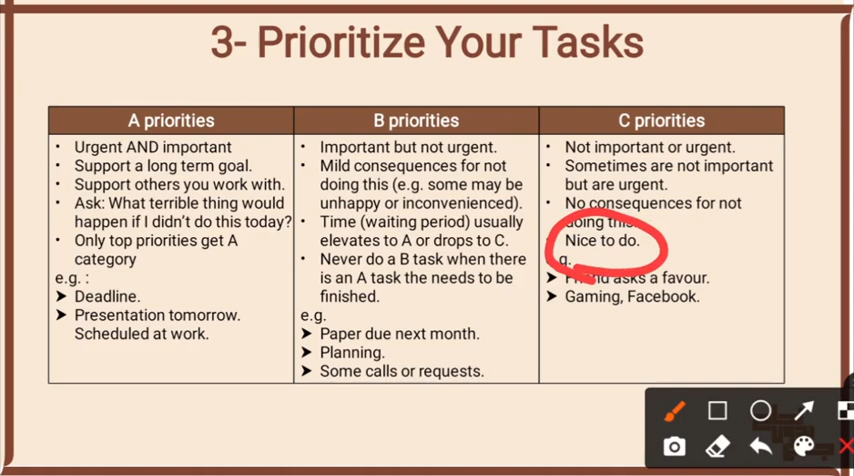 3- Prioritize Your Tasks
A priorities
• Urgent AND important
• Support a long term goal.
• Support others you work with.
• Ask: What terrible thing would
happen if I didn't do this today?
• Only top priorities get A
category
e.g. :
➤ Deadline.
➤ Presentation tomorrow.
Scheduled at work.
B priorities
• Important but not urgent.
• Mild consequences for not
doing this (e.g. some may be
unhappy or inconvenienced).
• Time (waiting period) usually
elevates to A or drops to C.
• Never do a B task when there
is an A task the needs to be
finished.
e.g.
➤ Paper due next month.
➤ Planning.
➤ Some calls or requests.
C priorities
• Not important or urgent.
• Sometimes are not important
but are urgent.
• No consequences for not
doing this.
Nice to do.
g.
➤ Friend asks a favour.
➤ Gaming, Facebook.